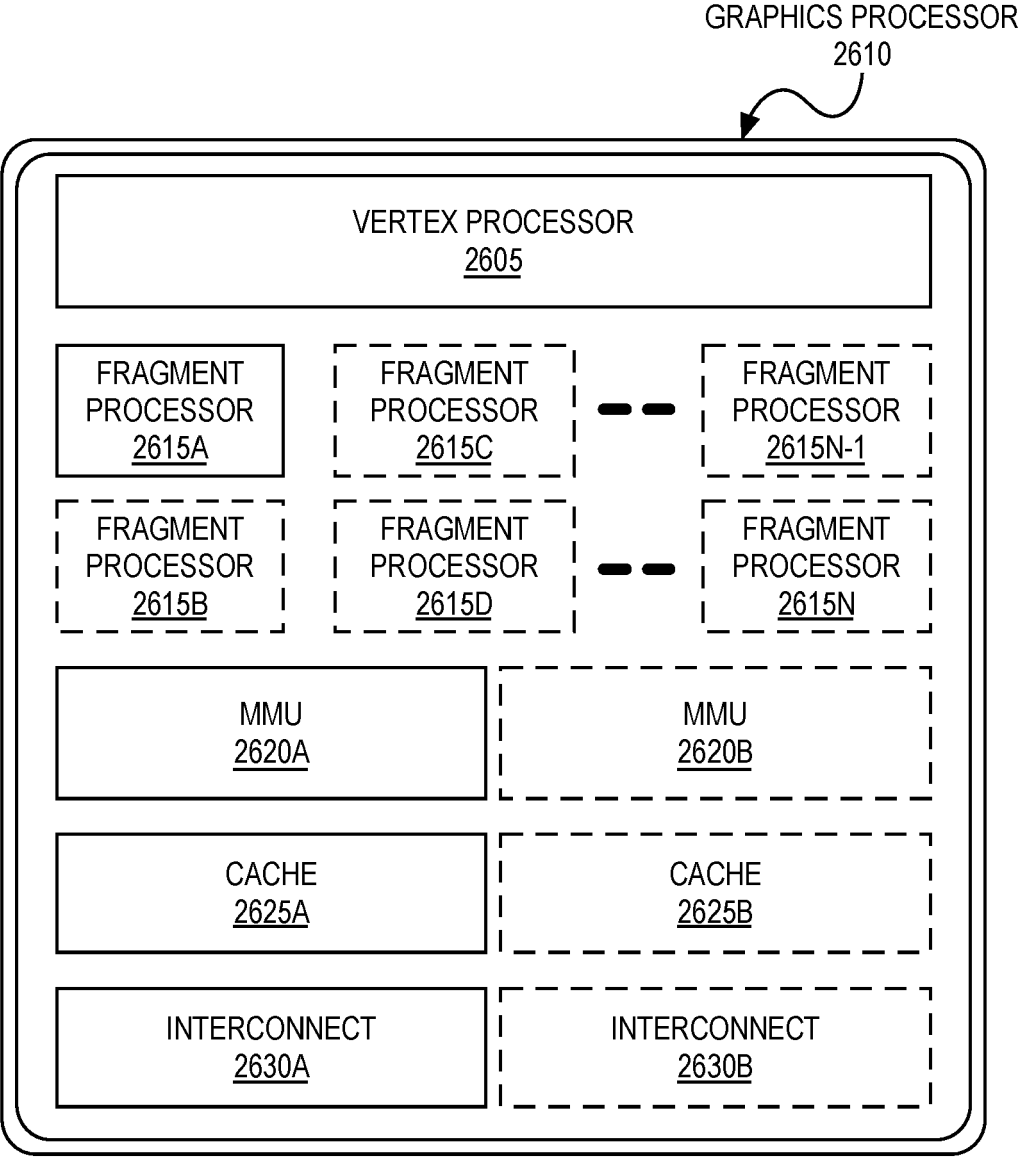 GRAPHICS PROCESSOR
2610
VERTEX PROCESSOR
2605
FRAGMENT
PROCESSOR
2615A
FRAGMENT
PROCESSOR
2615C
FRAGMENT
PROCESSOR
2615N-1
FRAGMENT
PROCESSOR
2615B
FRAGMENT
PROCESSOR
2615D
FRAGMENT
PROCESSOR
2615N
MMU
2620A
MMU
2620B
CACHE
2625A
CACHE
2625B
INTERCONNECT
2630A
INTERCONNECT
2630B